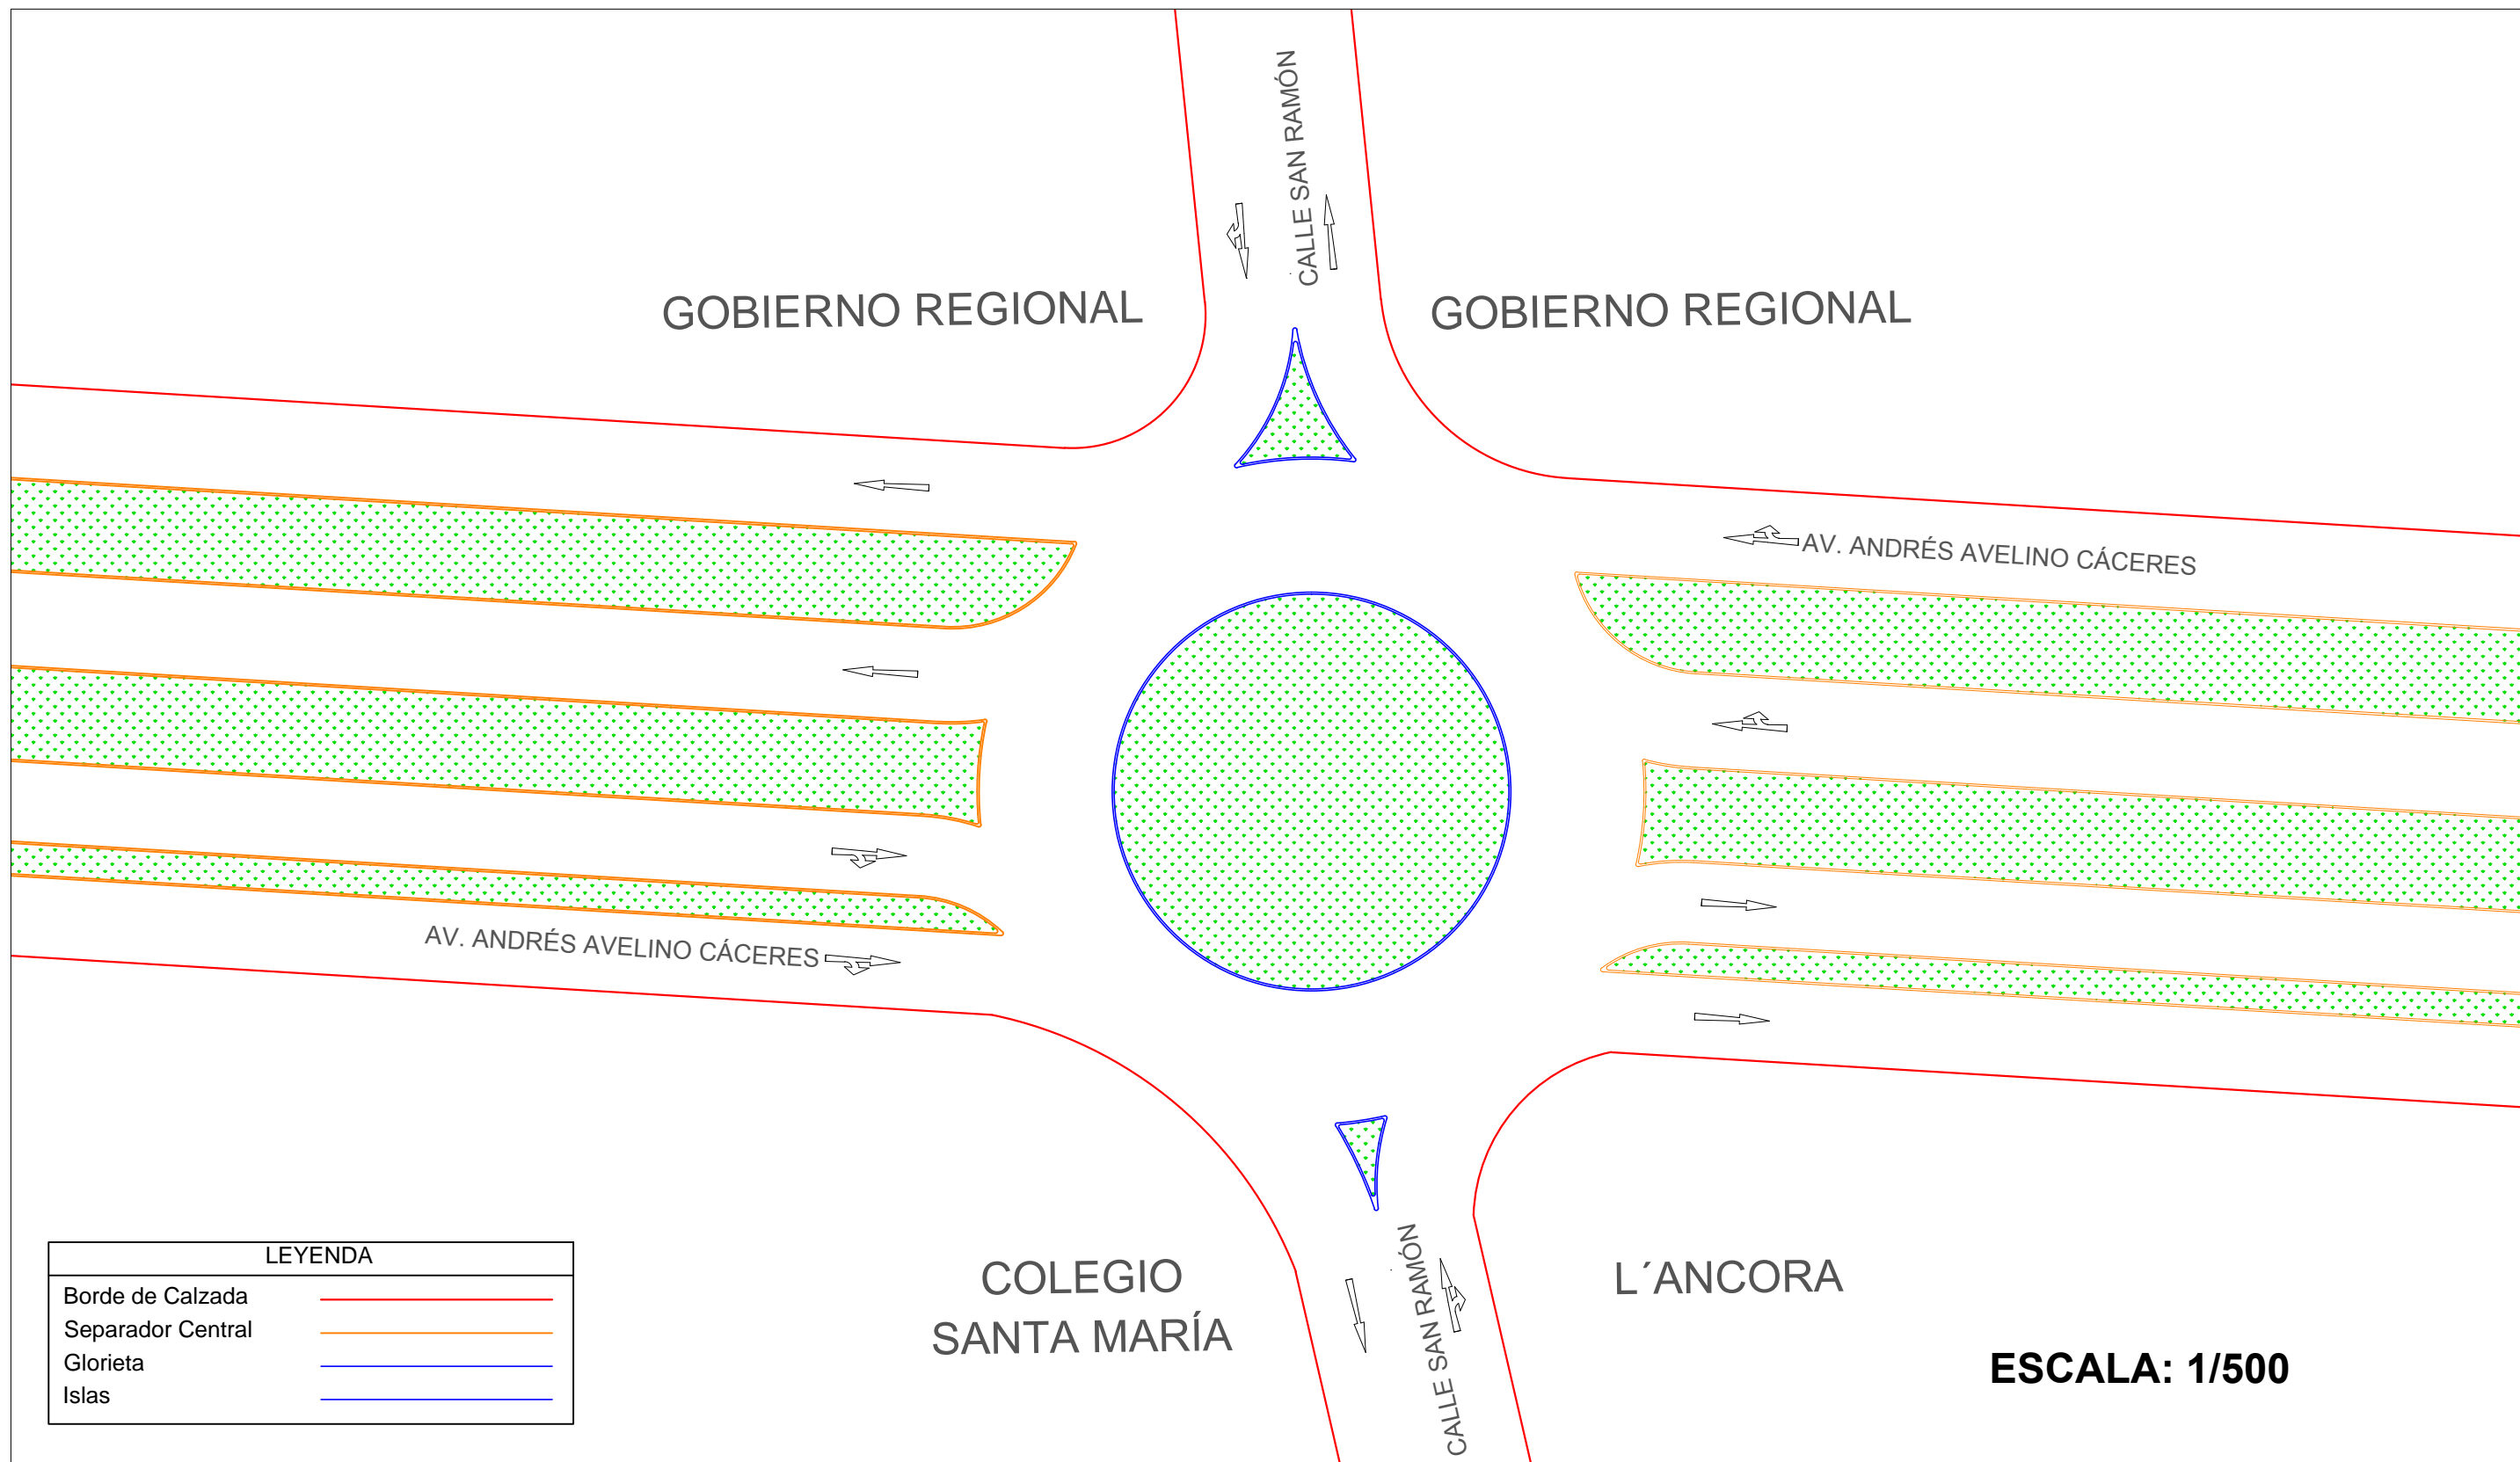 CALLE SAN RAMÓN
GOBIERNO REGIONAL
GOBIERNO REGIONAL
AV. ANDRÉS AVELINO CÁCERES
AV. ANDRÉS AVELINO CÁCERES
CALLE SAN RAMÓN
COLEGIO
SANTA MARÍA
L´ANCORA
LEYENDA
Borde de Calzada
Separador Central
Glorieta
Islas
ESCALA: 1/500